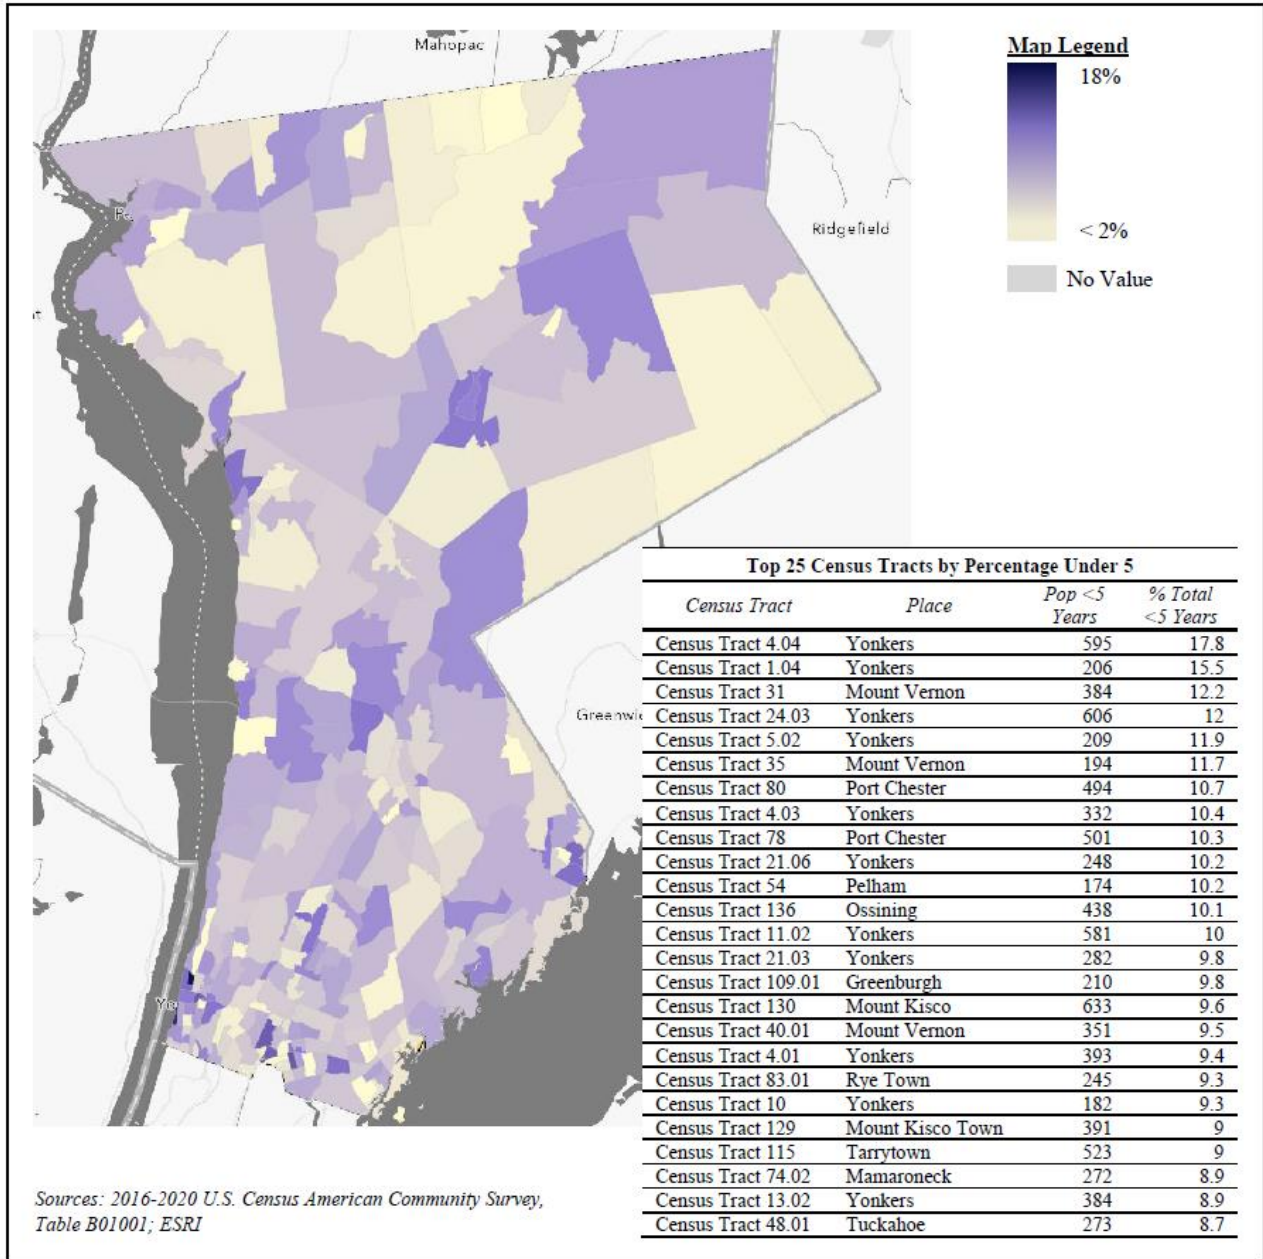 Mahopac
Map Legend
18%
< 2%
No Value
Ridgefield
Greenwi
Top 25 Census Tracts by Percentage Under 5
Census Tract Place Pop <5 Years % Total <5 Years
Census Tract 4.04 Yonkers 595 17.8
Census Tract 1.04 Yonkers 206 15.5
Census Tract 31 Mount Vernon 384 12.2
Census Tract 24.03 Yonkers 606 12
Census Tract 5.02 Yonkers 209 11.9
Census Tract 35 Mount Vernon 194 11.7
Census Tract 80 Port Chester 494 10.7
Census Tract 4.03 Yonkers 332 10.4
Census Tract 78 Port Chester 501 10.3
Census Tract 21.06 Yonkers 248 10.2
Census Tract 54 Pelham 174 10.2
Census Tract 136 Ossining 438 10.1
Census Tract 11.02 Yonkers 581 10
Census Tract 21.03 Yonkers 282 9.8
Census Tract 109.01 Greenburgh 210 9.8
Census Tract 130 Mount Kisco 633 9.6
Census Tract 40.01 Mount Vernon 351 9.5
Census Tract 4.01 Yonkers 393 9.4
Census Tract 83.01 Rye Town 245 9.3
Census Tract 10 Yonkers 182 9.3
Census Tract 129 Mount Kisco Town 391 9
Census Tract 115 Tarrytown 523 9
Census Tract 74.02 Mamaroneck 272 8.9
Census Tract 13.02 Yonkers 384 8.9
Census Tract 48.01 Tuckahoe 273 8.7
Sources: 2016-2020 U.S. Census American Community Survey,
Table B01001; ESRI